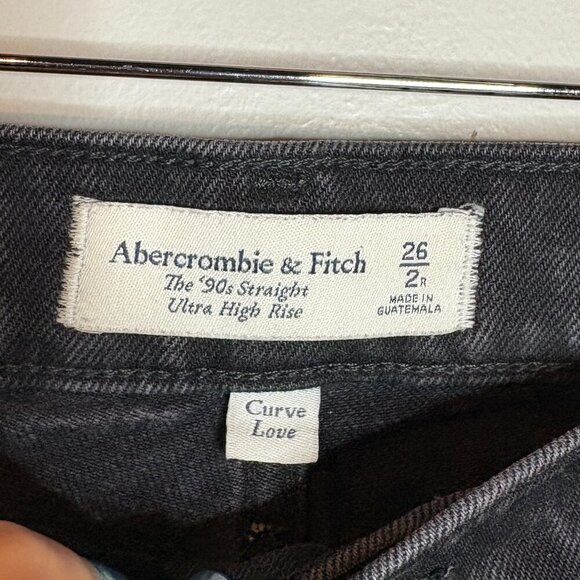 Abercrombie & Fitch
The '90s Straight
Ultra High Rise
26
2R
MADE IN
GUATEMALA
Curve
Love